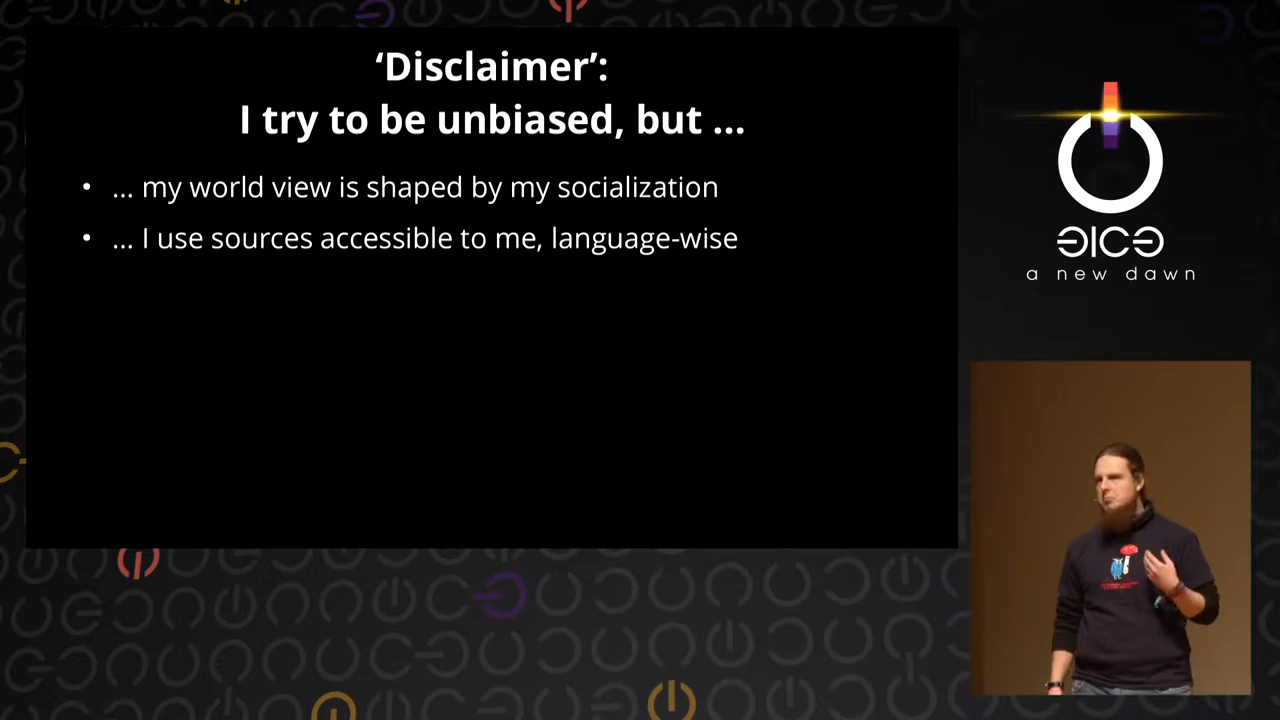 ‘Disclaimer’:
I try to be unbiased, but ...
• ... my world view is shaped by my socialization
• ... I use sources accessible to me, language-wise
a new dawn